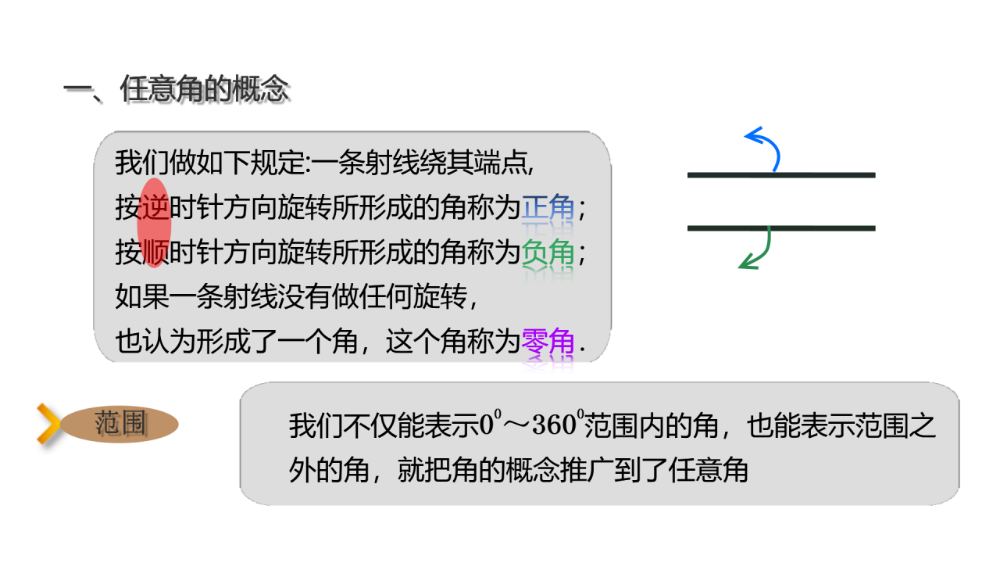 一、任意角的概念
我们做如下规定:一条射线绕其端点,
按逆时针方向旋转所形成的角称为正角；
按顺时针方向旋转所形成的角称为负角；
如果一条射线没有做任何旋转，
也认为形成了一个角，这个角称为零角．
范围
我们不仅能表示0⁰～360⁰范围内的角，也能表示范围之
外的角，就把角的概念推广到了任意角